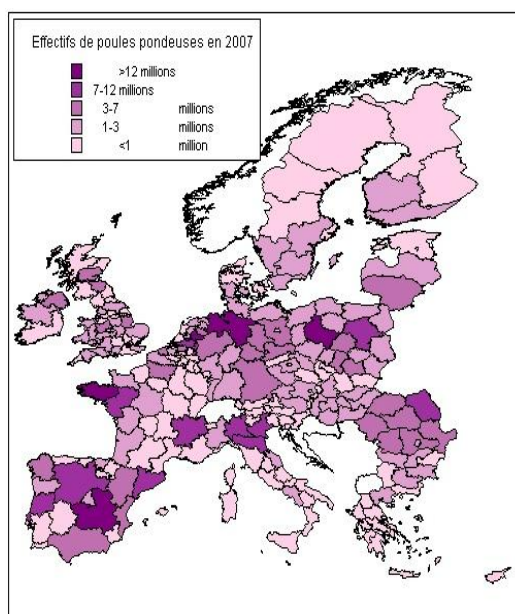 Effectifs de poules pondeuses en 2007
>12 millions
7-12 millions
3-7 millions
1-3 millions
<1 million